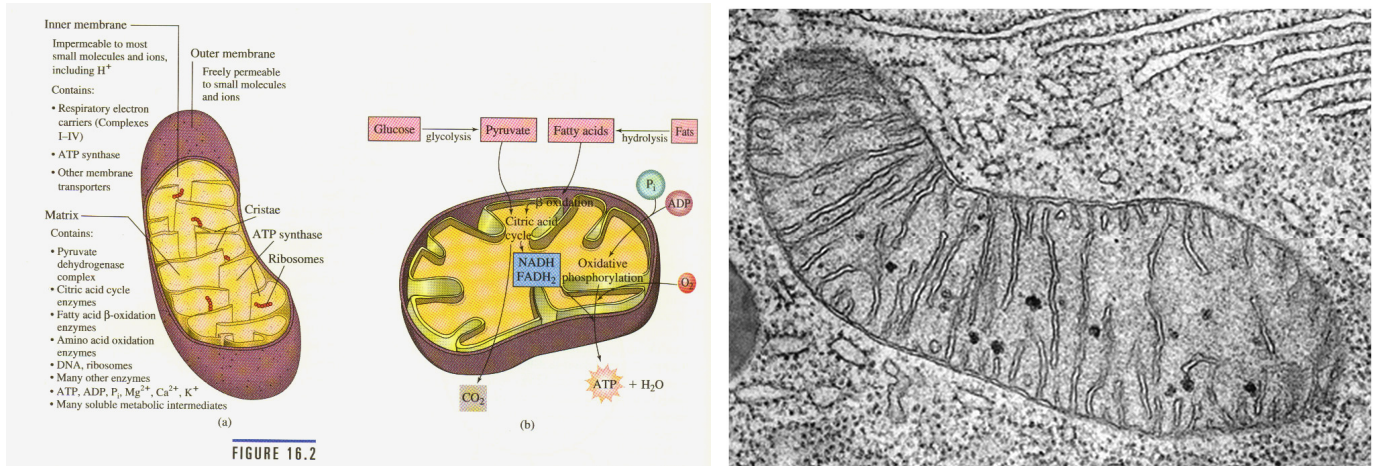 Inner membrane
Impermeable to most
small molecules and ions,
including H⁺
Contains:
• Respiratory electron
carriers (Complexes
I–IV)
• ATP synthase
• Other membrane
transporters
Outer membrane
Freely permeable
to small molecules
and ions
Matrix
Contains:
• Pyruvate
dehydrogenase
complex
• Citric acid cycle
enzymes
• Fatty acid β-oxidation
enzymes
• Amino acid oxidation
enzymes
• DNA, ribosomes
• Many other enzymes
• ATP, ADP, Pᵢ, Mg²⁺, Ca²⁺, K⁺
• Many soluble metabolic intermediates
Cristae
ATP synthase
Ribosomes
(a)
Glucose
glycolysis
Pyruvate
Fatty acids
hydrolysis
Fats
Pᵢ
ADP
β oxidation
Citric acid
cycle
NADH
FADH₂
Oxidative
phosphorylation
O₂
CO₂
ATP + H₂O
(b)
FIGURE 16.2